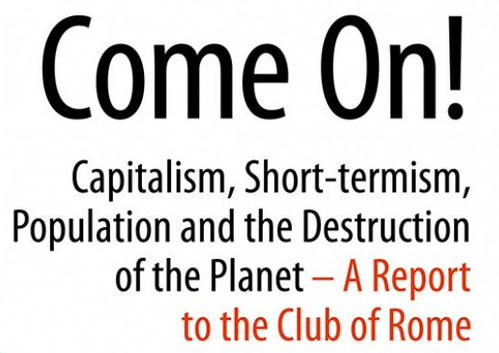 Come On!
Capitalism, Short-termism,
Population and the Destruction
of the Planet – A Report
to the Club of Rome